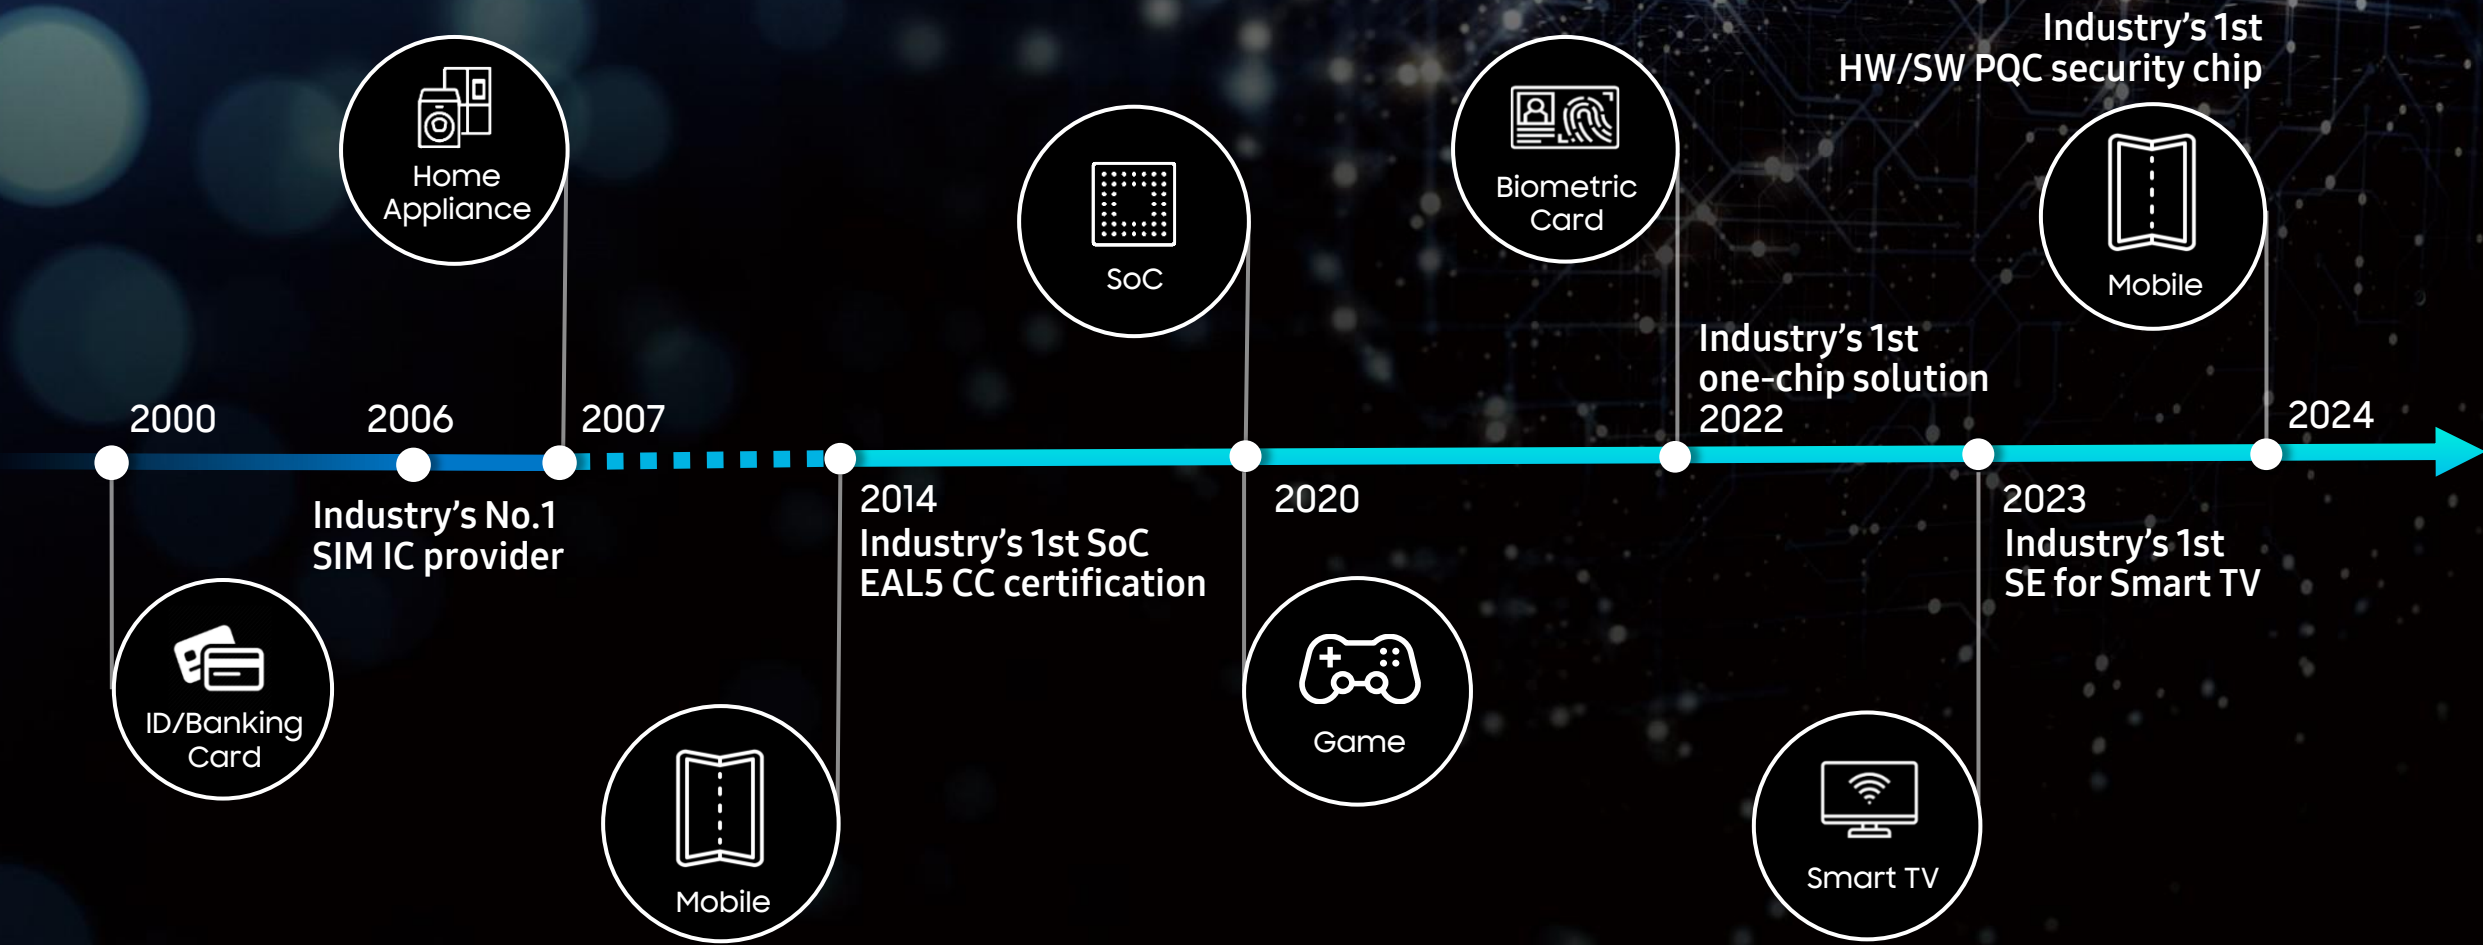 Industry's 1st
HW/SW PQC security chip
Home
Appliance
SoC
Biometric
Card
Mobile
Industry's 1st
one-chip solution
2022
2000
2006
2007
2024
Industry's No.1
SIM IC provider
2014
Industry's 1st SoC
EAL5 CC certification
2020
2023
Industry's 1st
SE for Smart TV
ID/Banking
Card
Mobile
Game
Smart TV